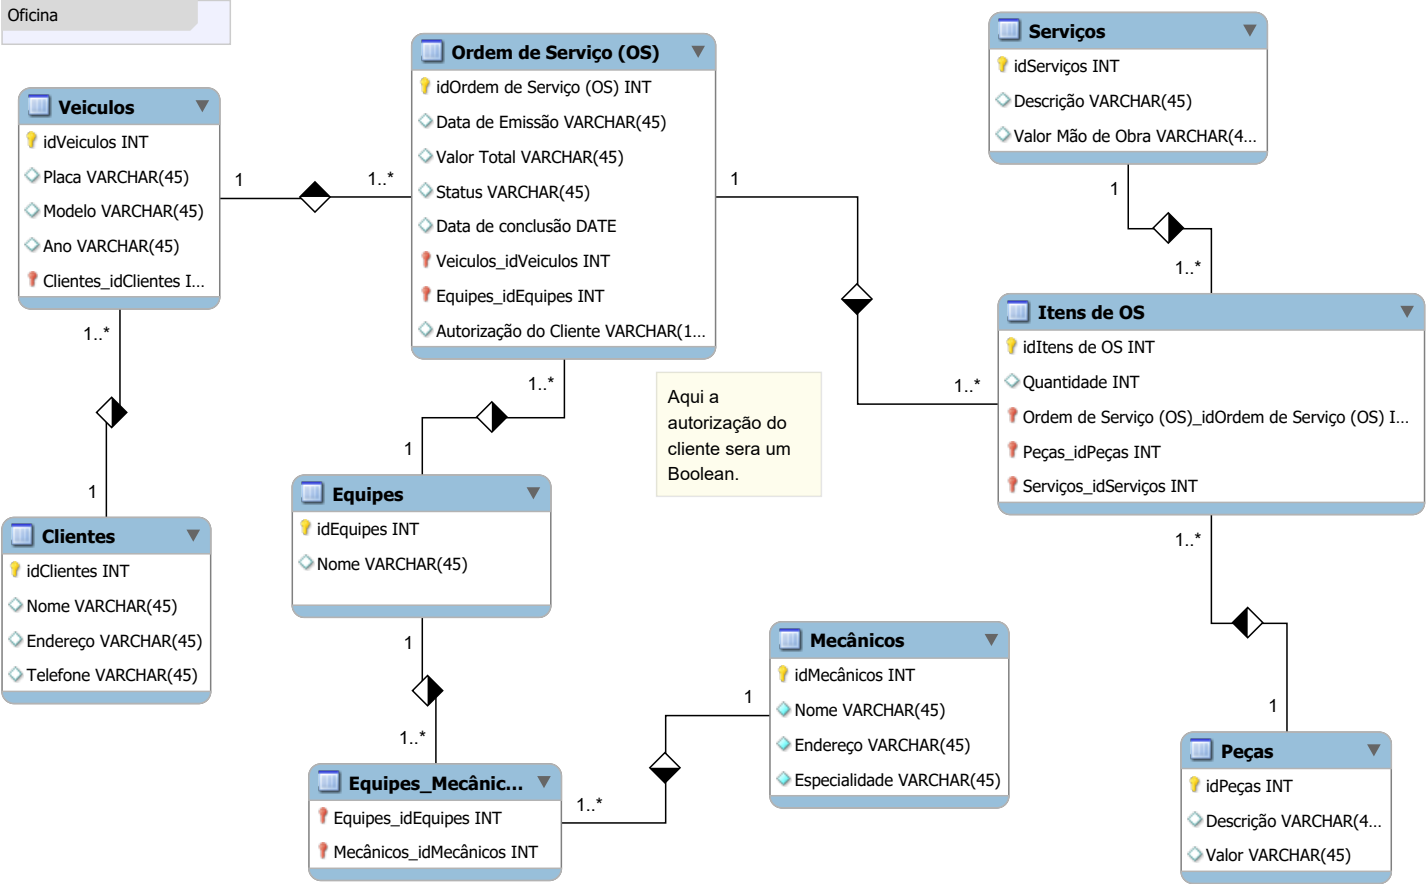 Oficina
Veiculos
idVeiculos INT
Placa VARCHAR(45)
Modelo VARCHAR(45)
Ano VARCHAR(45)
Clientes_idClientes I...
1
1..*
Ordem de Serviço (OS)
idOrdem de Serviço (OS) INT
Data de Emissão VARCHAR(45)
Valor Total VARCHAR(45)
Status VARCHAR(45)
Data de conclusão DATE
Veiculos_idVeiculos INT
Equipes_idEquipes INT
Autorização do Cliente VARCHAR(1...
1
1..*
Serviços
idServiços INT
Descrição VARCHAR(45)
Valor Mão de Obra VARCHAR(4...
1
1..*
Itens de OS
idItens de OS INT
Quantidade INT
Ordem de Serviço (OS)_idOrdem de Serviço (OS) I...
Peças_idPeças INT
Serviços_idServiços INT
1..*
1
Clientes
idClientes INT
Nome VARCHAR(45)
Endereço VARCHAR(45)
Telefone VARCHAR(45)
1..*
1
Aqui a
autorização do
cliente sera um
Boolean.
Equipes
idEquipes INT
Nome VARCHAR(45)
1
1..*
Equipes_Mecânic...
Equipes_idEquipes INT
Mecânicos_idMecânicos INT
1..*
1
Mecânicos
idMecânicos INT
Nome VARCHAR(45)
Endereço VARCHAR(45)
Especialidade VARCHAR(45)
1..*
1
Peças
idPeças INT
Descrição VARCHAR(4...
Valor VARCHAR(45)